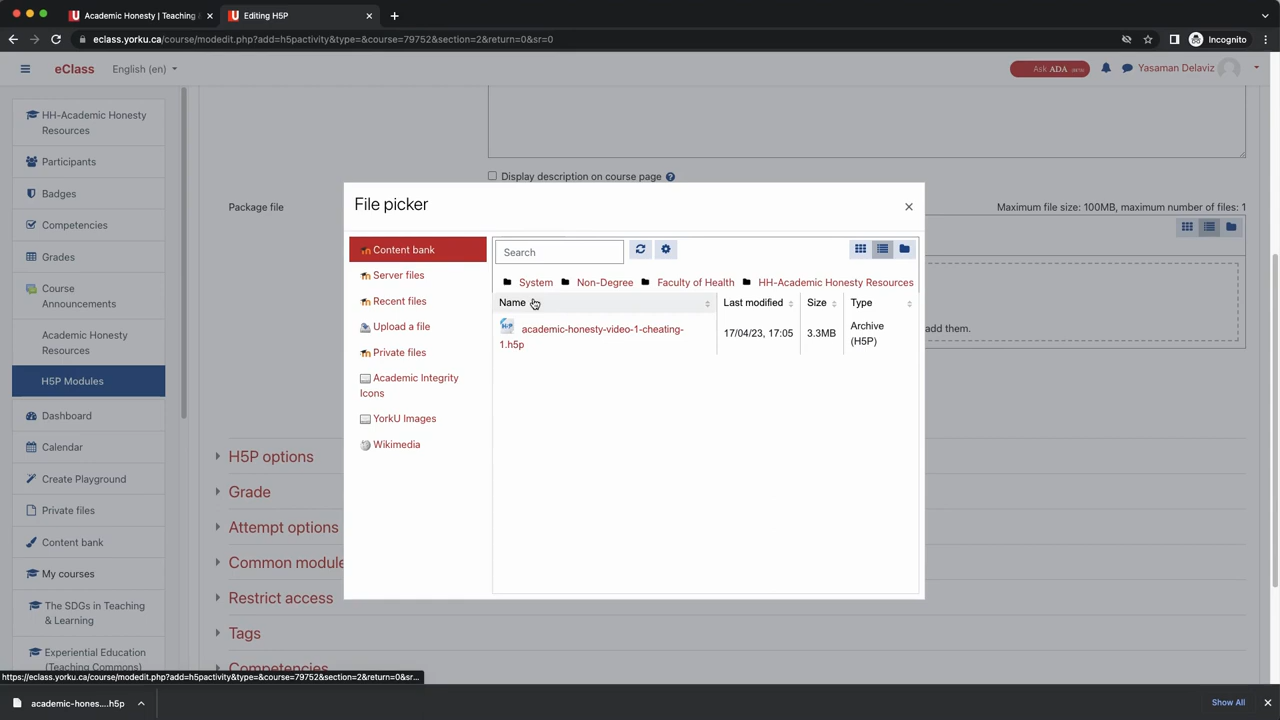 Academic Honesty | Teaching &
Editing H5P
eclass.yorku.ca/course/modedit.php?add=h5pactivity&type=&course=79752&section=2&return=0&sr=0
Incognito
eClass
English (en)
Ask ADA
Yasaman Delaviz
HH-Academic Honesty
Resources
Participants
Badges
Competencies
Grades
Course
Announcements
Academic Honesty
Resources
H5P Modules
Dashboard
Calendar
Create Playground
Private files
Content bank
My courses
The SDGs in Teaching
& Learning
Experiential Education
(Teaching Commons)
Display description on course page
Package file
Maximum file size: 100MB, maximum number of files: 1
add them.
File picker
Content bank
Server files
Recent files
Upload a file
Private files
Academic Integrity
Icons
YorkU Images
Wikimedia
Search
System Non-Degree Faculty of Health HH-Academic Honesty Resources
Name Last modified Size Type
academic-honesty-video-1-cheating-
1.h5p
17/04/23, 17:05
3.3MB
Archive
(H5P)
H5P options
Grade
Attempt options
Common module
Restrict access
Tags
Competencies
https://eclass.yorku.ca/course/modedit.php?add=h5pactivity&type=&course=79752&section=2&return=0&sr...
academic-hones....h5p
Show All